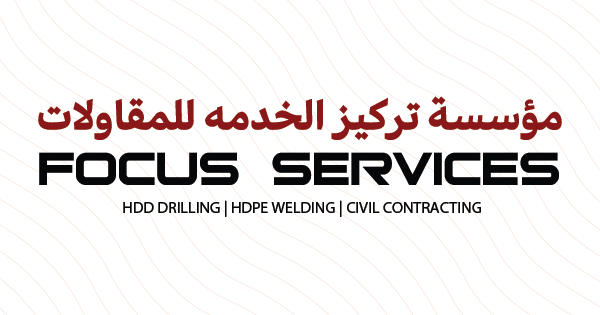 مؤسسة تركيز الخدمه للمقاولات
FOCUS SERVICES
HDD DRILLING | HDPE WELDING | CIVIL CONTRACTING